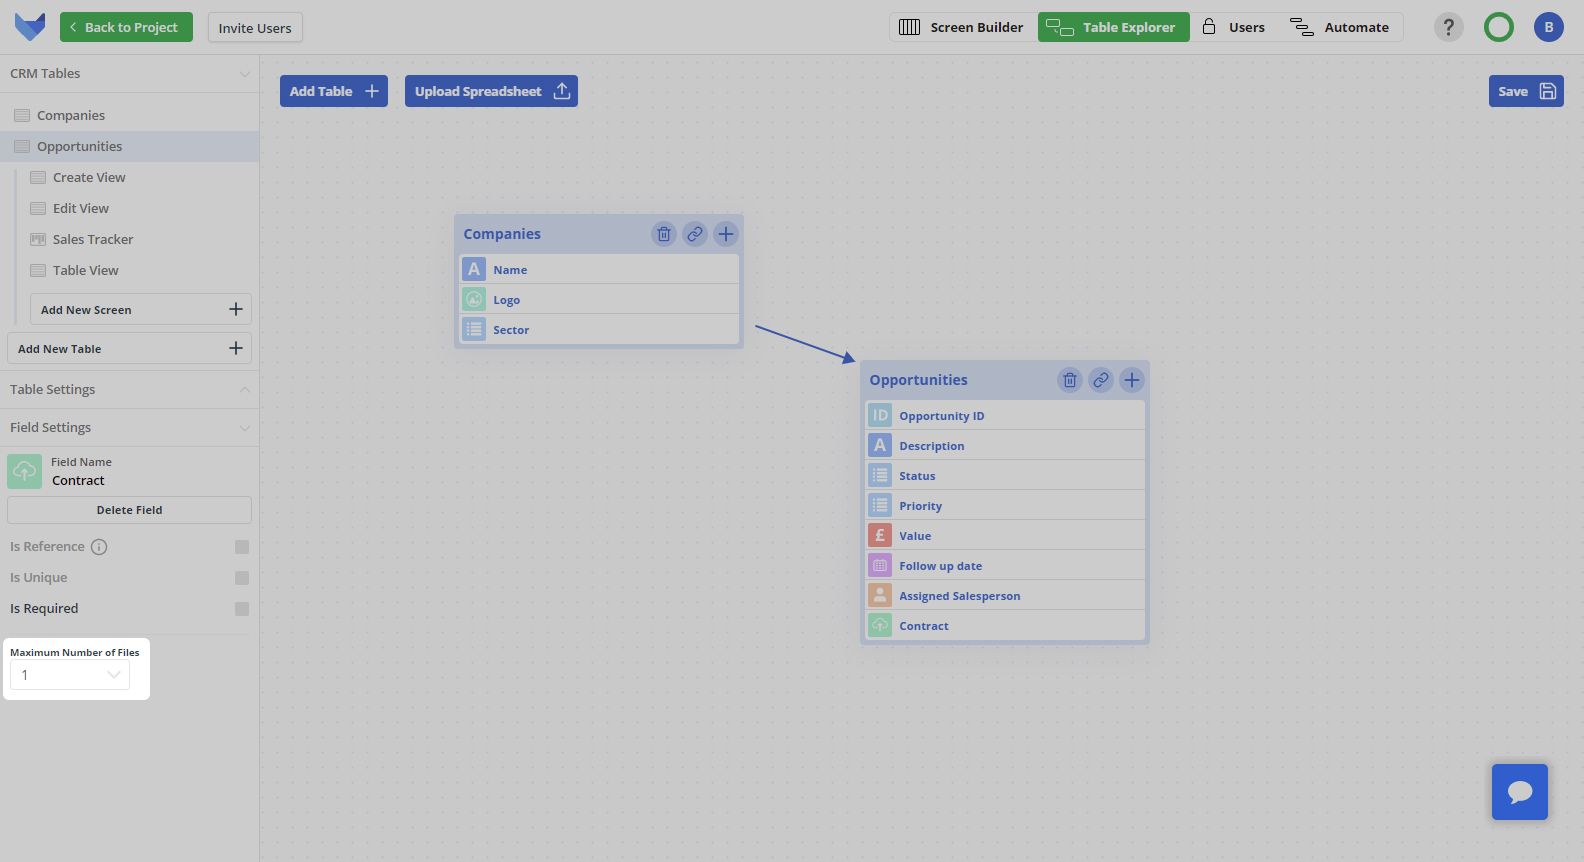 Back to Project
Invite Users
Screen Builder
Table Explorer
Users
Automate
?
B
CRM Tables
Companies
Opportunities
Create View
Edit View
Sales Tracker
Table View
Add New Screen
Add New Table
Table Settings
Field Settings
Field Name
Contract
Delete Field
Is Reference
Is Unique
Is Required
Maximum Number of Files
1
Add Table
Upload Spreadsheet
Save
Companies
A Name
Logo
Sector
Opportunities
ID Opportunity ID
A Description
Status
Priority
£ Value
Follow up date
Assigned Salesperson
Contract